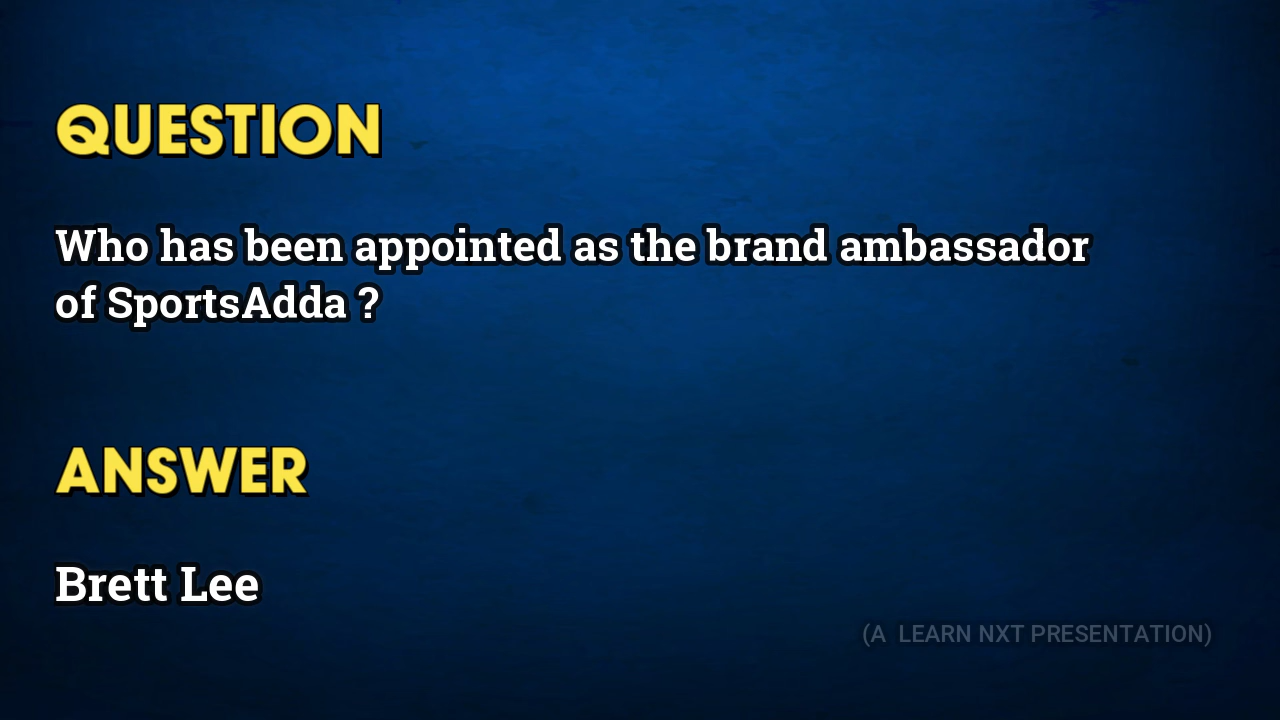 QUESTION
Who has been appointed as the brand ambassador
of SportsAdda ?
ANSWER
Brett Lee
(A  LEARN NXT PRESENTATION)